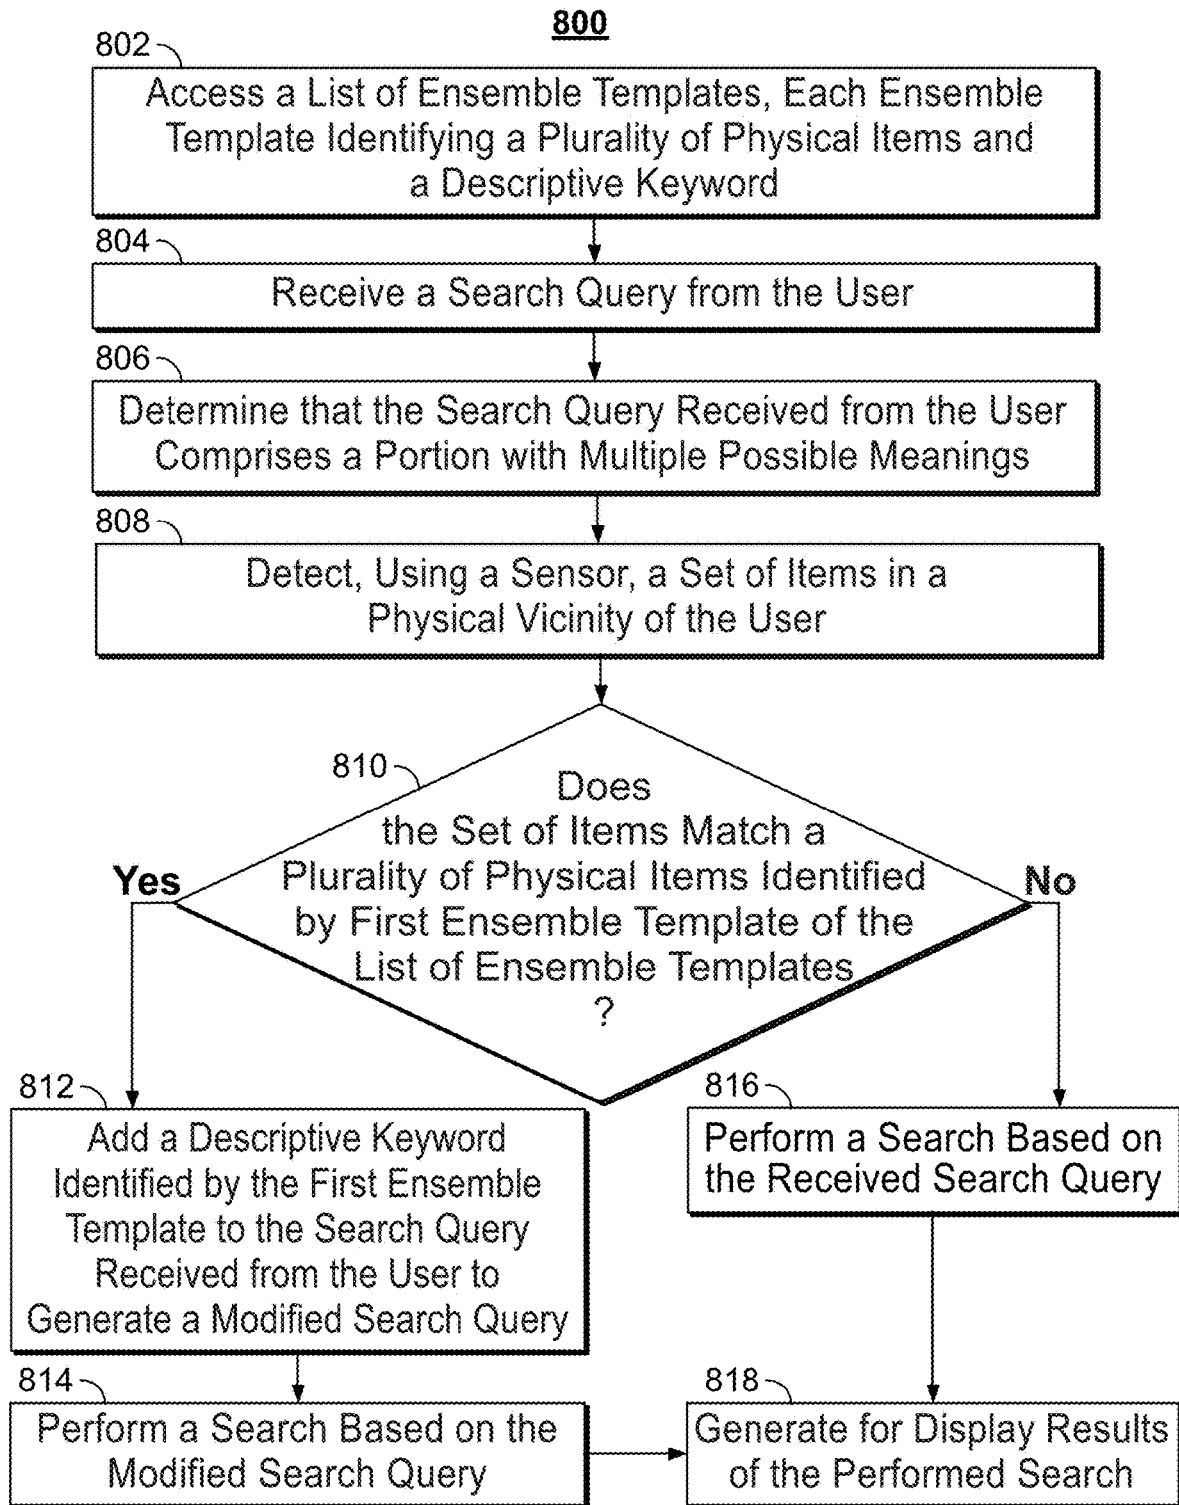 800
802
Access a List of Ensemble Templates, Each Ensemble
Template Identifying a Plurality of Physical Items and
a Descriptive Keyword
804
Receive a Search Query from the User
806
Determine that the Search Query Received from the User
Comprises a Portion with Multiple Possible Meanings
808
Detect, Using a Sensor, a Set of Items in a
Physical Vicinity of the User
810
Does
the Set of Items Match a
Plurality of Physical Items Identified
by First Ensemble Template of the
List of Ensemble Templates
?
Yes
No
812
Add a Descriptive Keyword
Identified by the First Ensemble
Template to the Search Query
Received from the User to
Generate a Modified Search Query
814
Perform a Search Based on the
Modified Search Query
816
Perform a Search Based on
the Received Search Query
818
Generate for Display Results
of the Performed Search